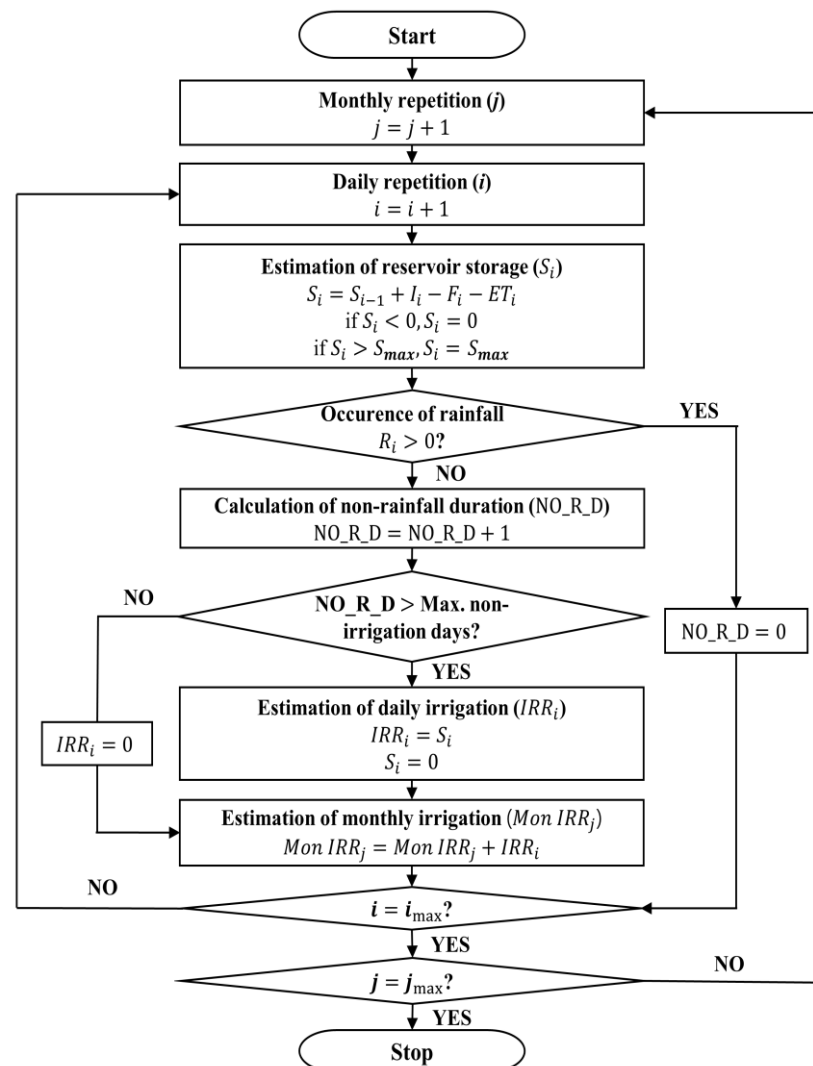 Start
Monthly repetition (j)
j = j + 1
Daily repetition (i)
i = i + 1
Estimation of reservoir storage (S_i)
S_i = S_{i−1} + I_i − F_i − ET_i
if S_i < 0, S_i = 0
if S_i > S_max, S_i = S_max
Occurence of rainfall
R_i > 0?
YES
NO
Calculation of non-rainfall duration (NO_R_D)
NO_R_D = NO_R_D + 1
NO
NO_R_D > Max. non-
irrigation days?
NO_R_D = 0
YES
Estimation of daily irrigation (IRR_i)
IRR_i = S_i
S_i = 0
IRR_i = 0
Estimation of monthly irrigation (Mon IRR_j)
Mon IRR_j = Mon IRR_j + IRR_i
NO
i = i_max?
YES
j = j_max?
NO
YES
Stop